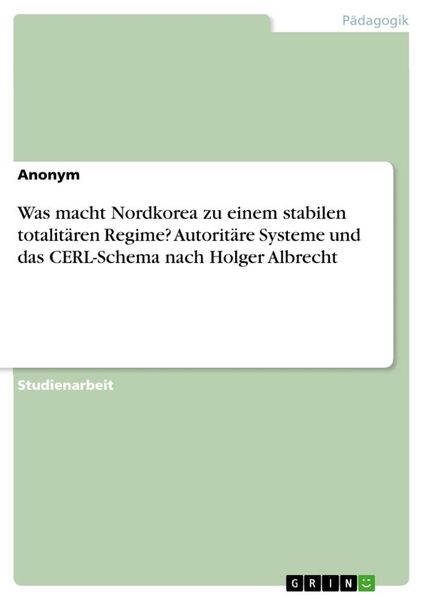 Pädagogik
Anonym
Was macht Nordkorea zu einem stabilen
totalitären Regime? Autoritäre Systeme und
das CERL-Schema nach Holger Albrecht
Studienarbeit
GRIN